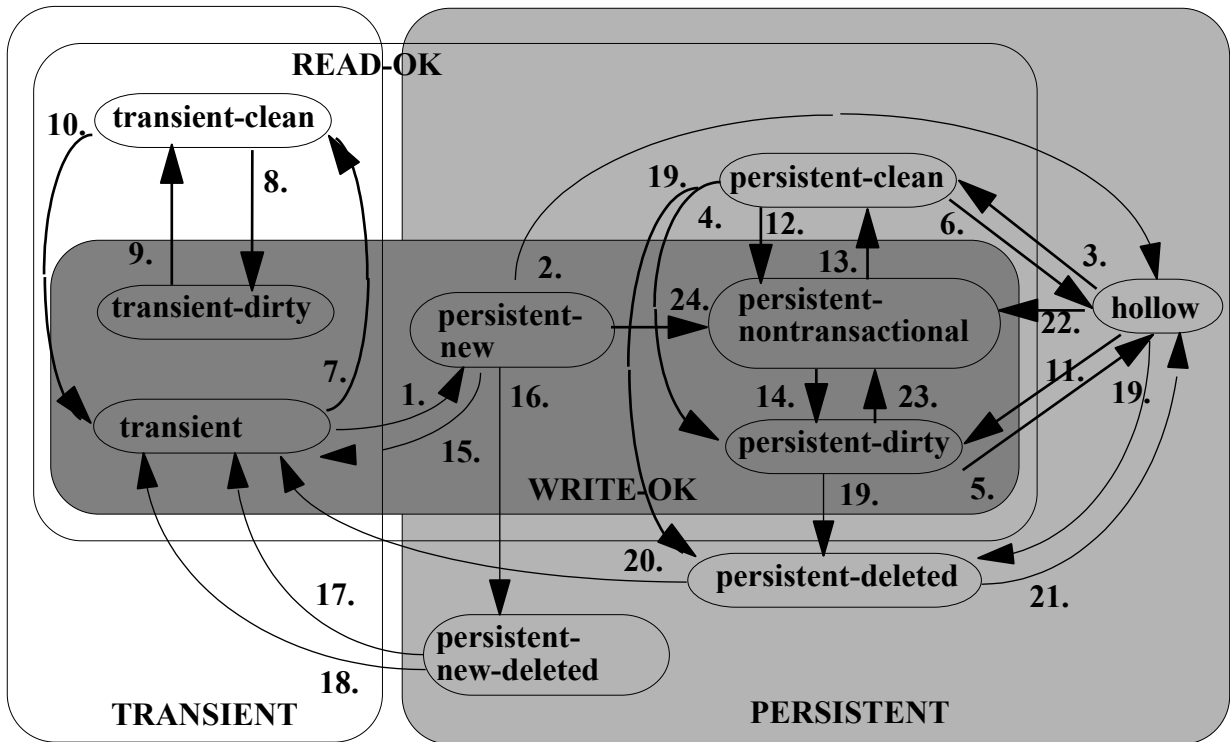 READ-OK
10.
transient-clean
8.
19.
persistent-clean
4.
12.
6.
9.
2.
13.
3.
transient-dirty
persistent-
new
24.
persistent-
nontransactional
hollow
22.
7.
1.
16.
14.
23.
11.
19.
transient
15.
persistent-dirty
WRITE-OK
19.
5.
20.
persistent-deleted
21.
17.
persistent-
new-deleted
18.
TRANSIENT
PERSISTENT